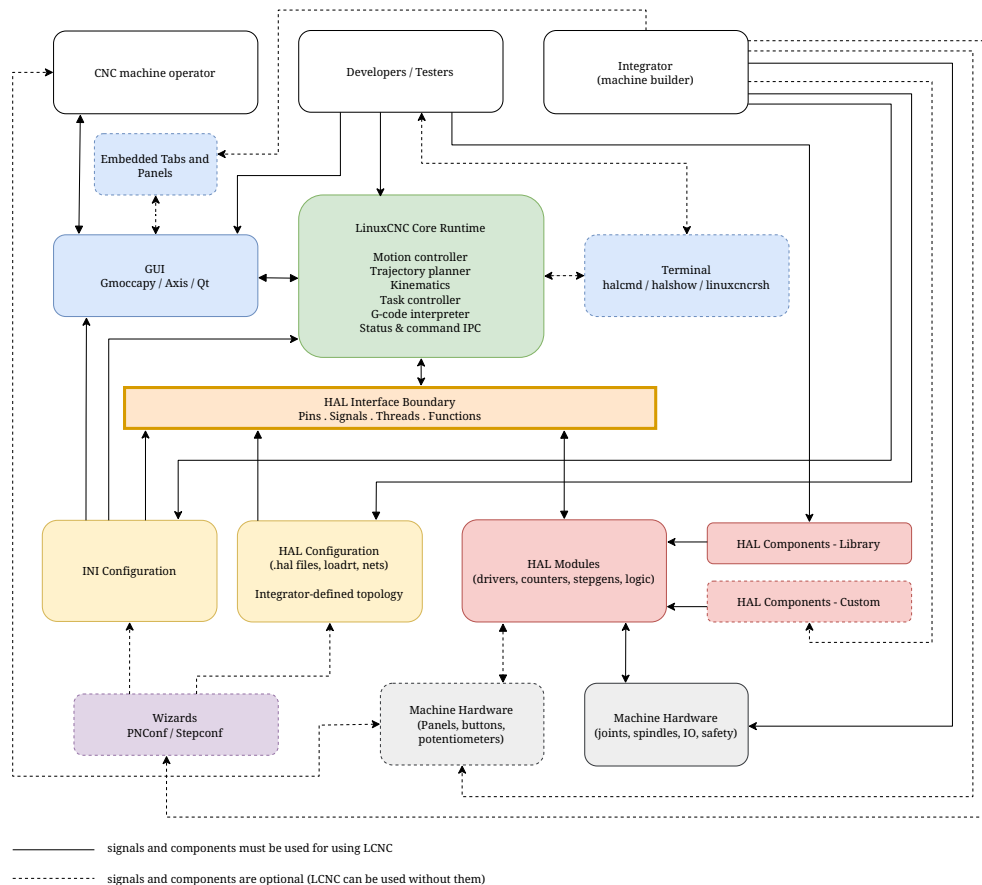 CNC machine operator
Developers / Testers
Integrator
(machine builder)
Embedded Tabs and
Panels
LinuxCNC Core Runtime
Motion controller
Trajectory planner
Kinematics
Task controller
G-code interpreter
Status & command IPC
GUI
Gmoccapy / Axis / Qt
Terminal
halcmd / halshow / linuxcncrsh
HAL Interface Boundary
Pins . Signals . Threads . Functions
INI Configuration
HAL Configuration
(.hal files, loadrt, nets)
Integrator-defined topology
HAL Modules
(drivers, counters, stepgens, logic)
HAL Components - Library
HAL Components - Custom
Wizards
PNConf / Stepconf
Machine Hardware
(Panels, buttons,
potentiometers)
Machine Hardware
(joints, spindles, IO, safety)
signals and components must be used for using LCNC
signals and components are optional (LCNC can be used without them)